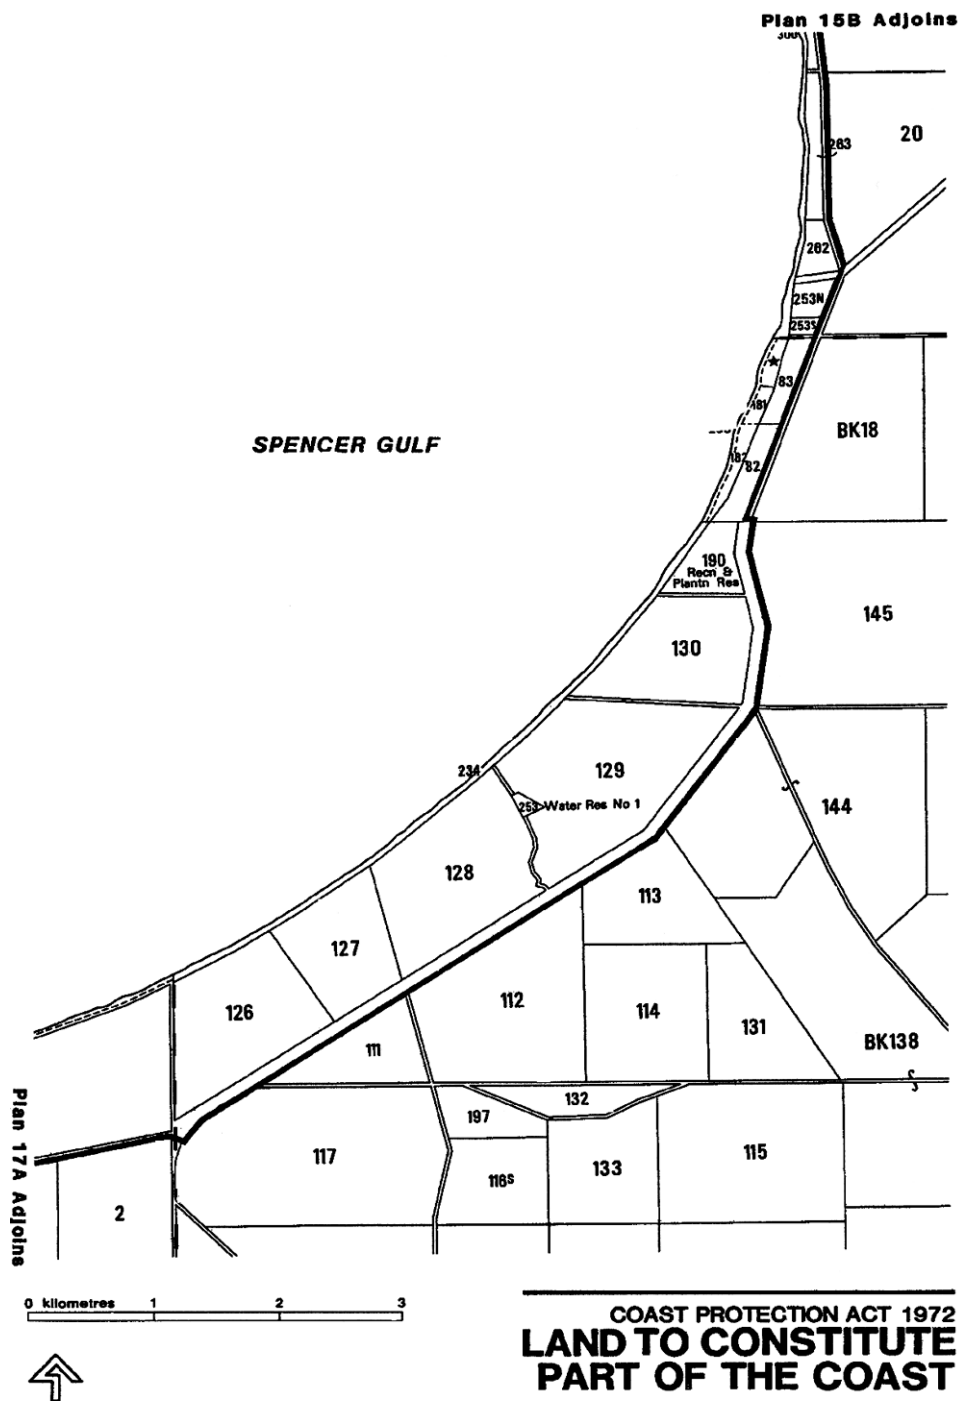 Plan 15B Adjoins
300
20
263
262
253N
253S
83
181
BK18
SPENCER GULF
182
82
190
Recn &
Plantn Res
145
130
234
129
253 Water Res No 1
144
128
113
127
126
112
114
131
BK138
111
132
197
117
115
133
116S
2
Plan 17A Adjoins
0 kilometres 1 2 3
COAST PROTECTION ACT 1972
LAND TO CONSTITUTE
PART OF THE COAST